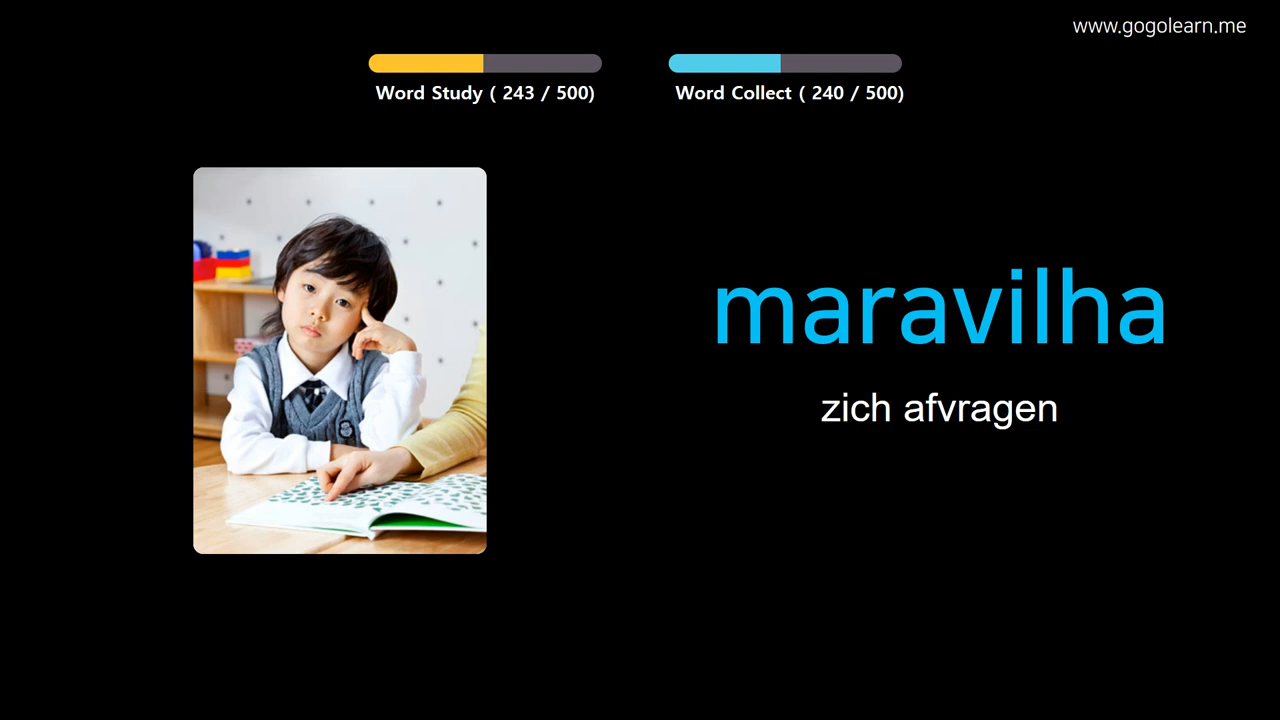 www.gogolearn.me
Word Study ( 243 / 500)
Word Collect ( 240 / 500)
maravilha
zich afvragen